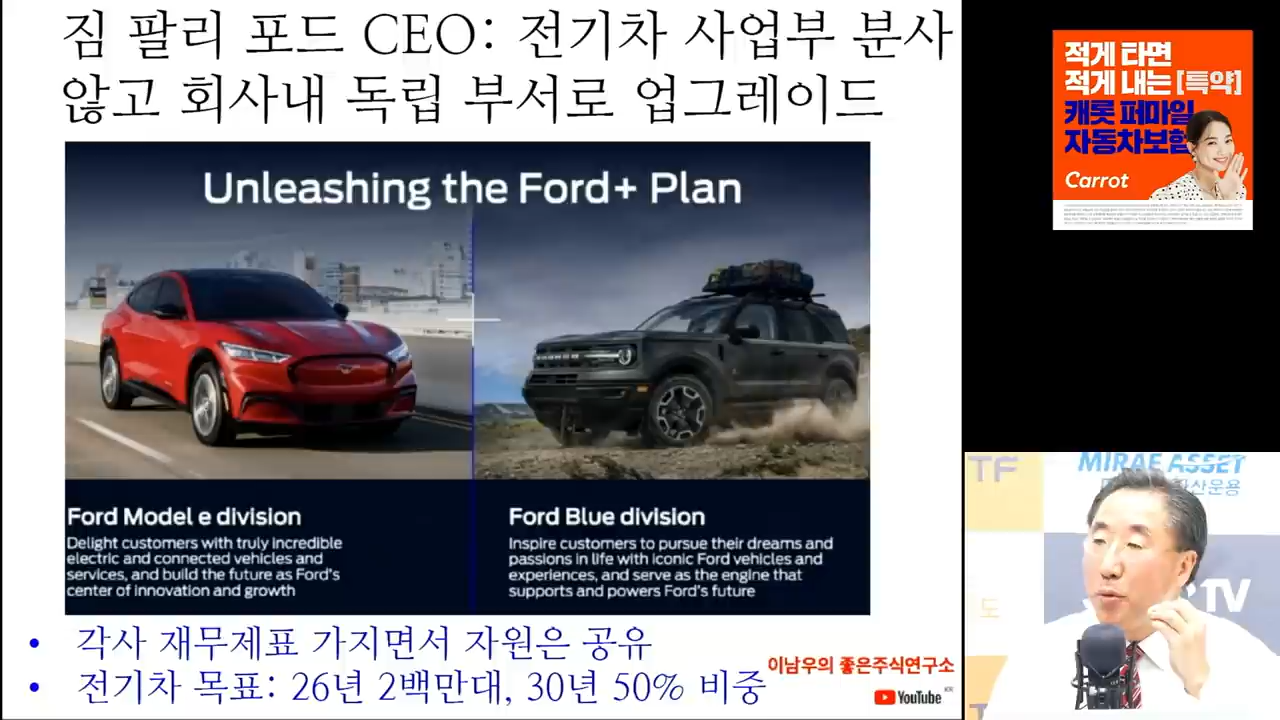 짐 팔리 포드 CEO: 전기차 사업부 분사
않고 회사내 독립 부서로 업그레이드
Unleashing the Ford+ Plan
BRONCO
Ford Model e division
Delight customers with truly incredible
electric and connected vehicles and
services, and build the future as Ford's
center of innovation and growth
Ford Blue division
Inspire customers to pursue their dreams and
passions in life with iconic Ford vehicles and
experiences, and serve as the engine that
supports and powers Ford's future
• 각사 재무제표 가지면서 자원은 공유
• 전기차 목표: 26년 2백만대, 30년 50% 비중
이남우의 좋은주식연구소
YouTube KR
적게 타면
적게 내는 [특약]
캐롯 퍼마일
자동차보험
Carrot
TF
MIRAE ASSET
산운용
도
TV